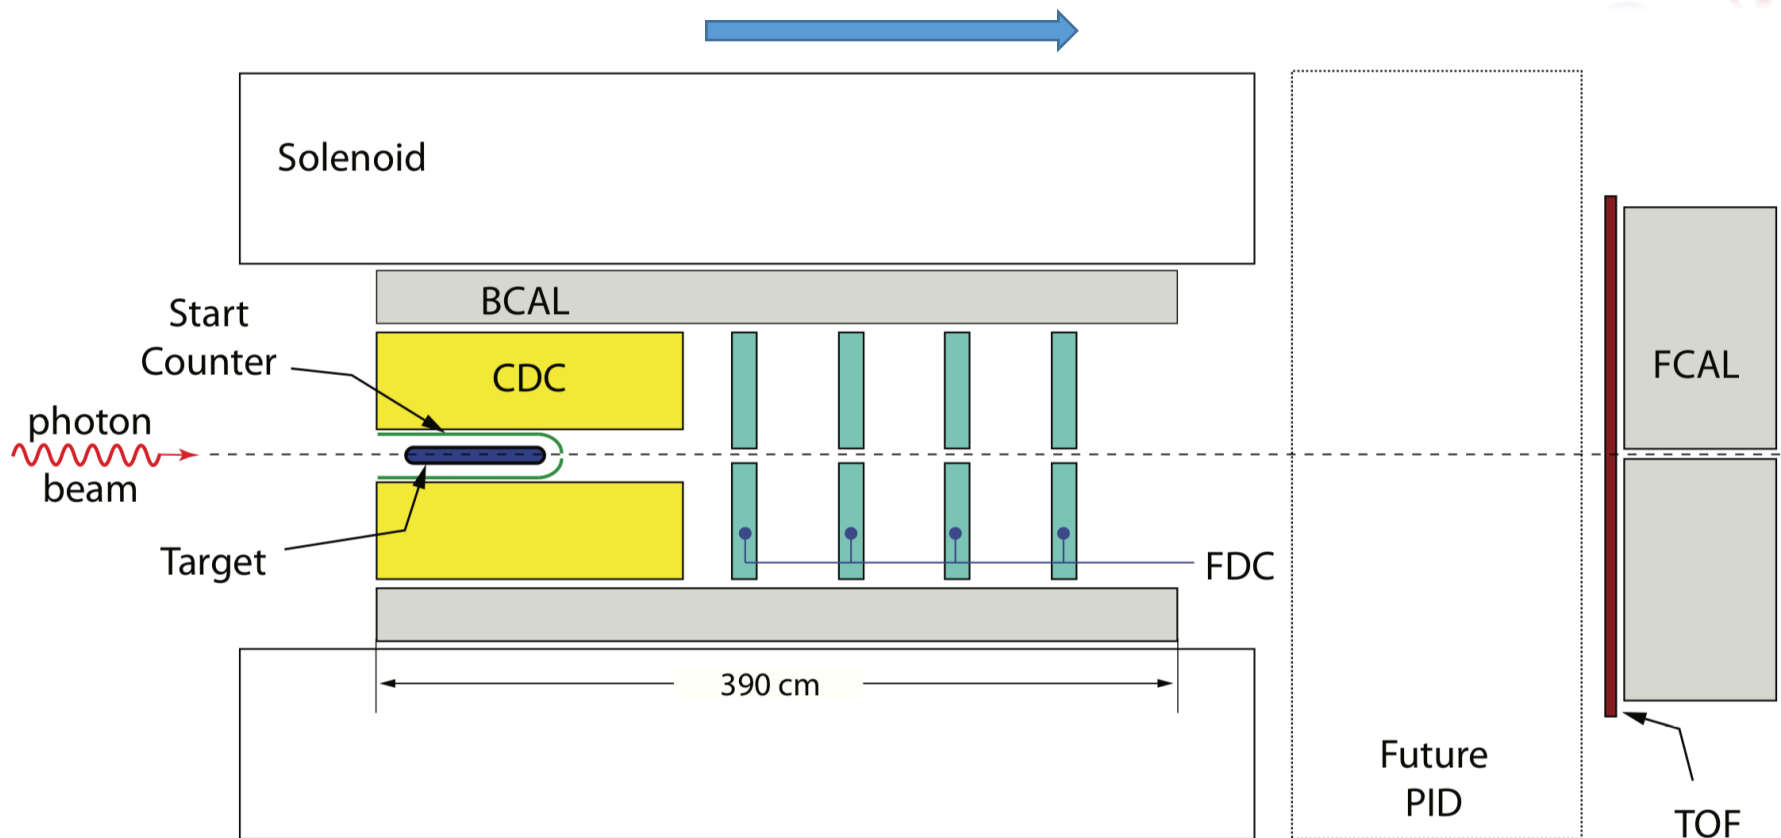 Solenoid
BCAL
Start
Counter
CDC
FCAL
photon
beam
Target
FDC
390 cm
Future
PID
TOF